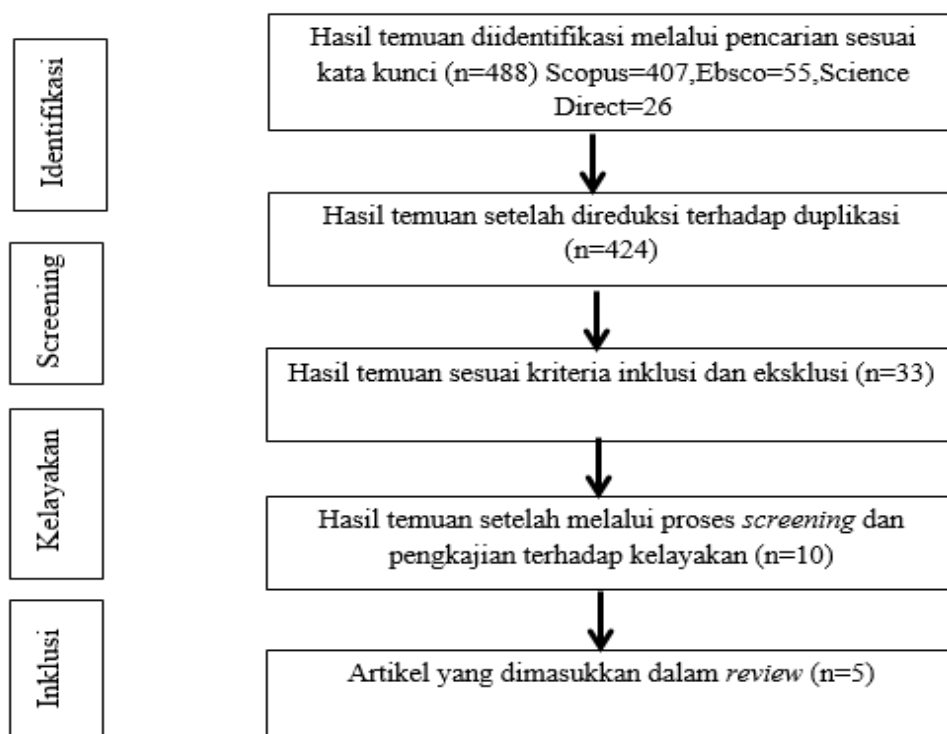 Identifikasi
Hasil temuan diidentifikasi melalui pencarian sesuai
kata kunci (n=488) Scopus=407,Ebsco=55,Science
Direct=26
Hasil temuan setelah direduksi terhadap duplikasi
(n=424)
Screening
Hasil temuan sesuai kriteria inklusi dan eksklusi (n=33)
Kelayakan
Hasil temuan setelah melalui proses screening dan
pengkajian terhadap kelayakan (n=10)
Inklusi
Artikel yang dimasukkan dalam review (n=5)